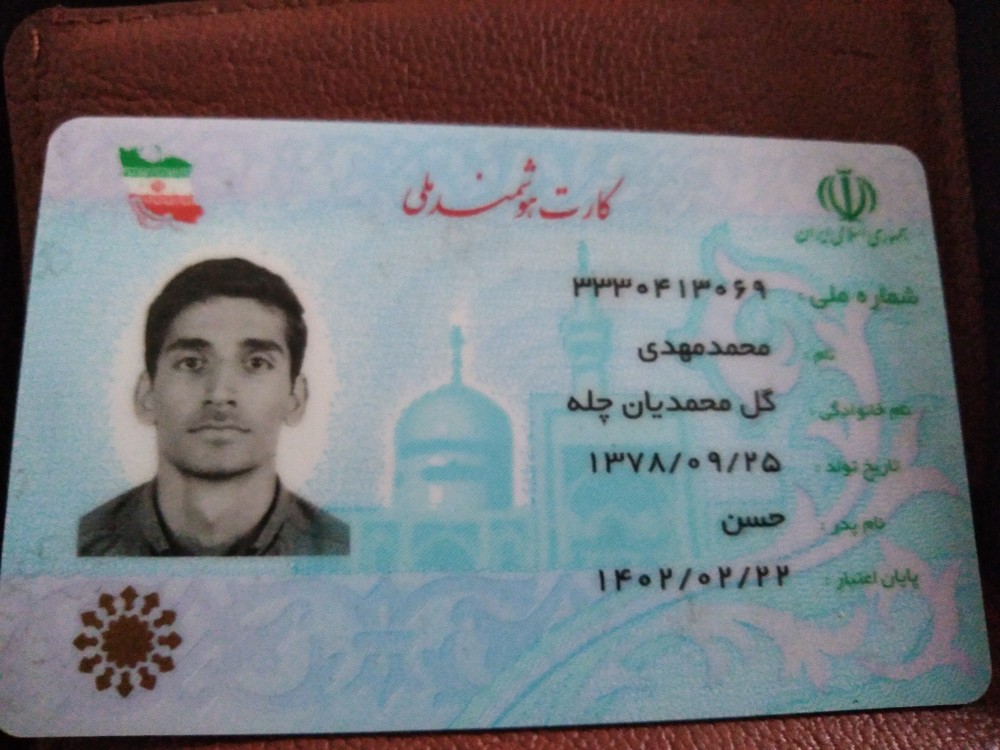 کارت هوشمند ملی
جمهوری اسلامی ایران
شماره ملی : ۳۳۳۰۴۱۳۰۶۹
نام : محمدمهدی
نام خانوادگی : گل محمدیان چله
تاریخ تولد : ۱۳۷۸/۰۹/۲۵
نام پدر : حسن
پایان اعتبار : ۱۴۰۲/۰۲/۲۲